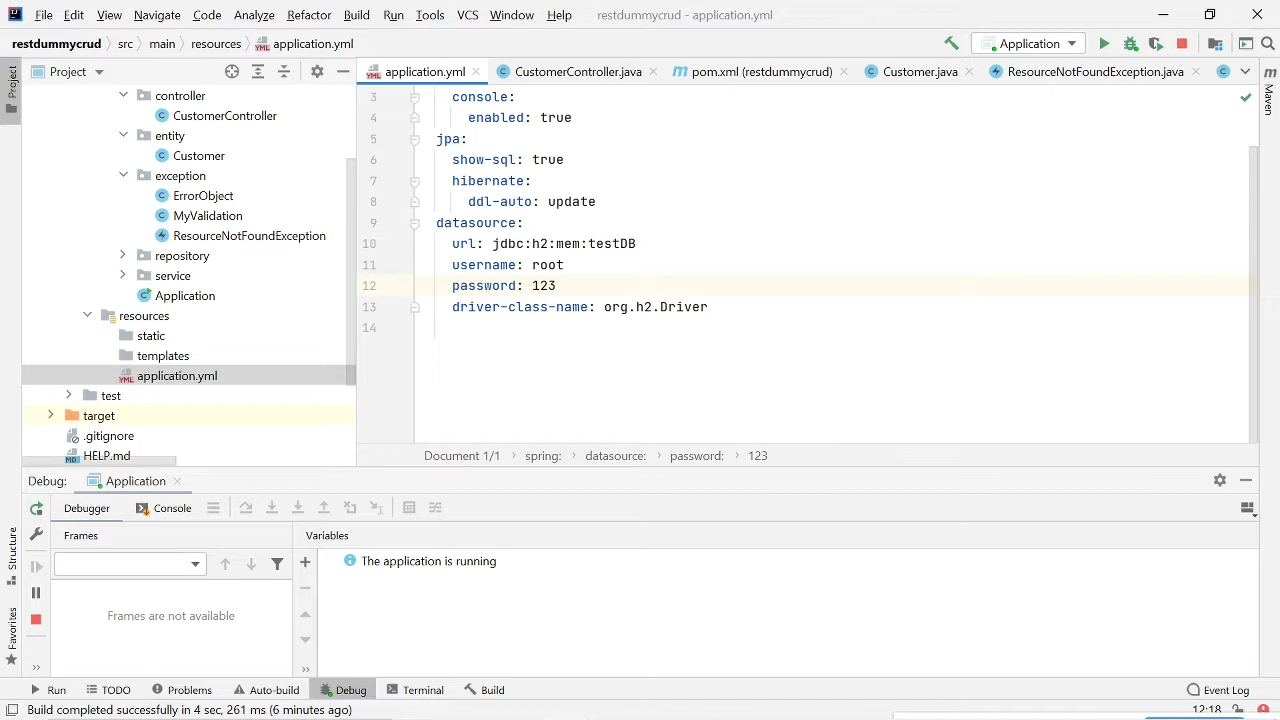 File Edit View Navigate Code Analyze Refactor Build Run Tools VCS Window Help restdummycrud - application.yml
restdummycrud src main resources application.yml Application
Project application.yml CustomerController.java pom.xml (restdummycrud) Customer.java ResourceNotFoundException.java
Project
Maven
controller
CustomerController
entity
Customer
exception
ErrorObject
MyValidation
ResourceNotFoundException
repository
service
Application
resources
static
templates
application.yml
test
target
.gitignore
HELP.md
3 console:
4 enabled: true
5 jpa:
6 show-sql: true
7 hibernate:
8 ddl-auto: update
9 datasource:
10 url: jdbc:h2:mem:testDB
11 username: root
12 password: 123
13 driver-class-name: org.h2.Driver
14
Document 1/1 spring: datasource: password: 123
Debug: Application
Debugger Console
Frames Variables
The application is running
Frames are not available
Structure
Favorites
Run TODO Problems Auto-build Debug Terminal Build Event Log
Build completed successfully in 4 sec, 261 ms (6 minutes ago) 12:18